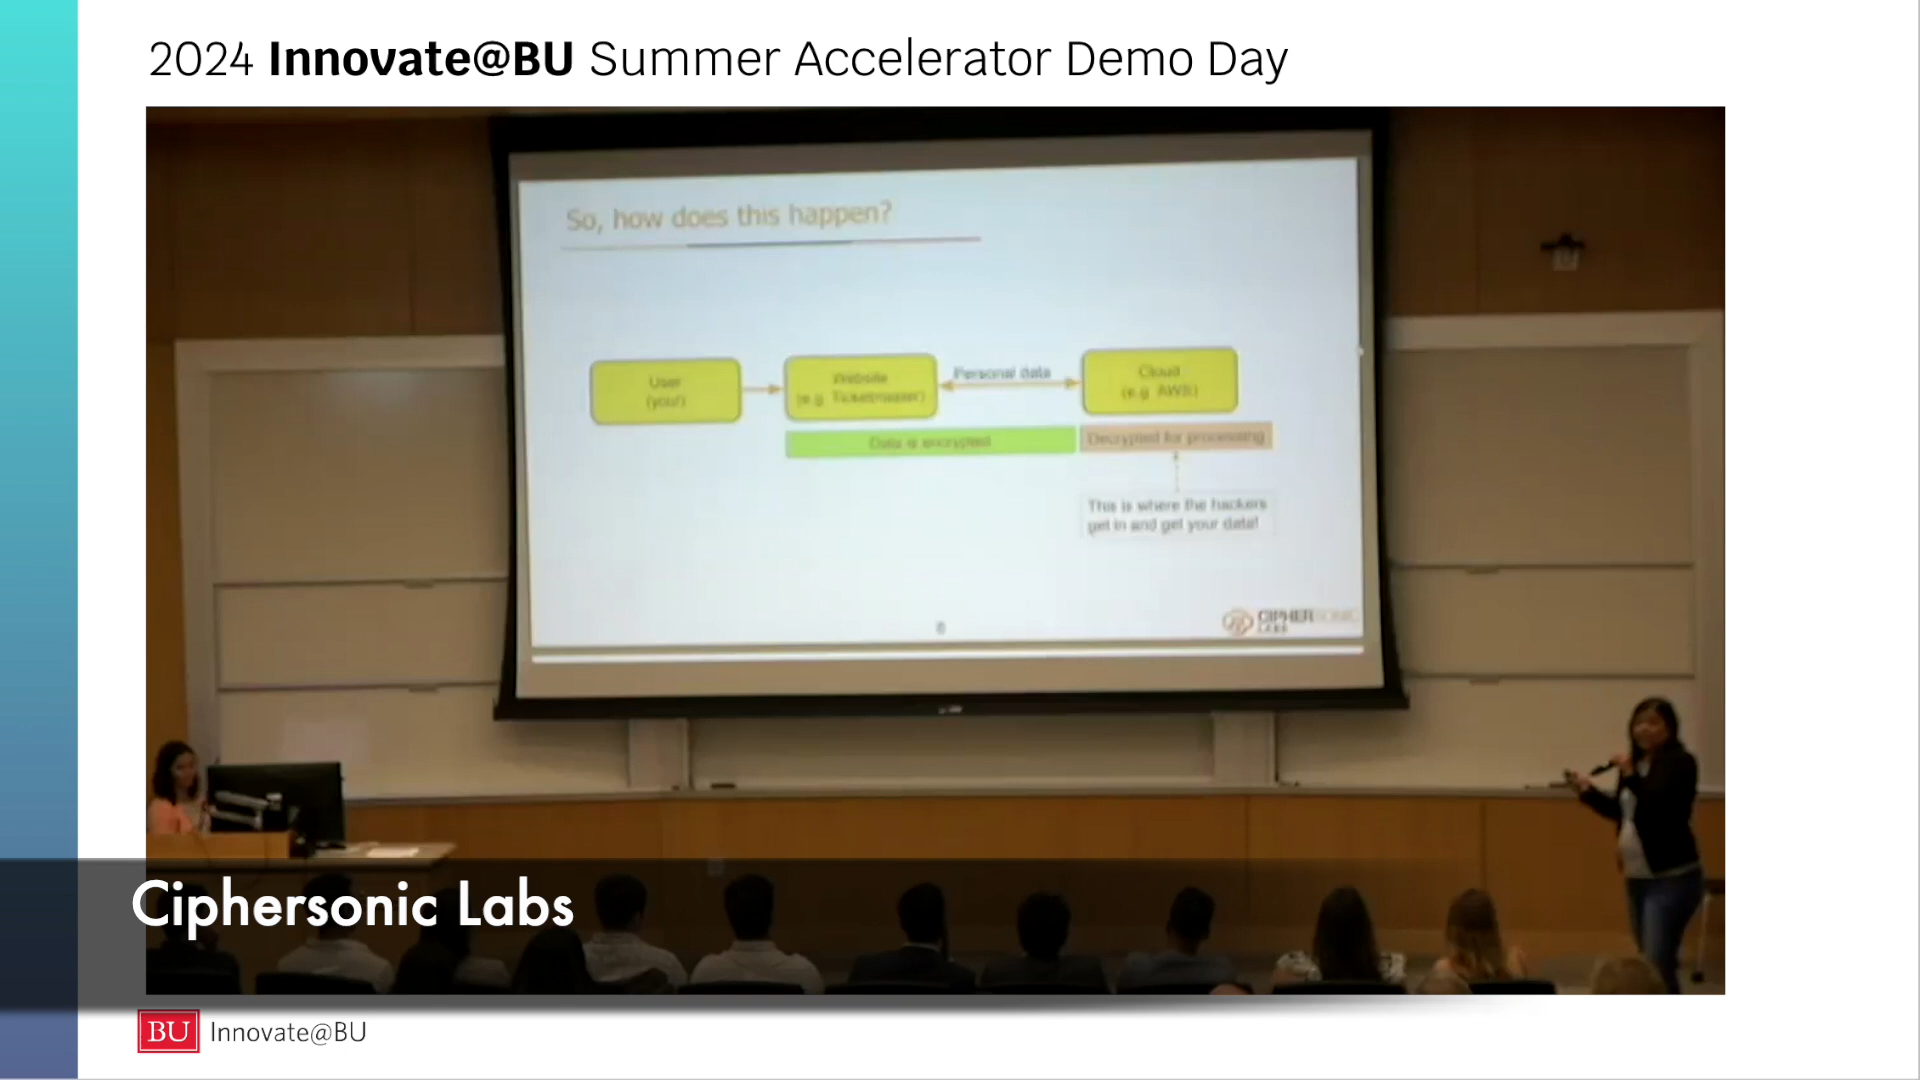 2024 Innovate@BU Summer Accelerator Demo Day
So, how does this happen?
User
(you!)
Website
(e.g. Ticketmaster)
Personal data
Cloud
(e.g. AWS)
Data is encrypted
Decrypted for processing
This is where the hackers
get in and get your data!
CIPHERSONIC
LABS
Ciphersonic Labs
BU Innovate@BU